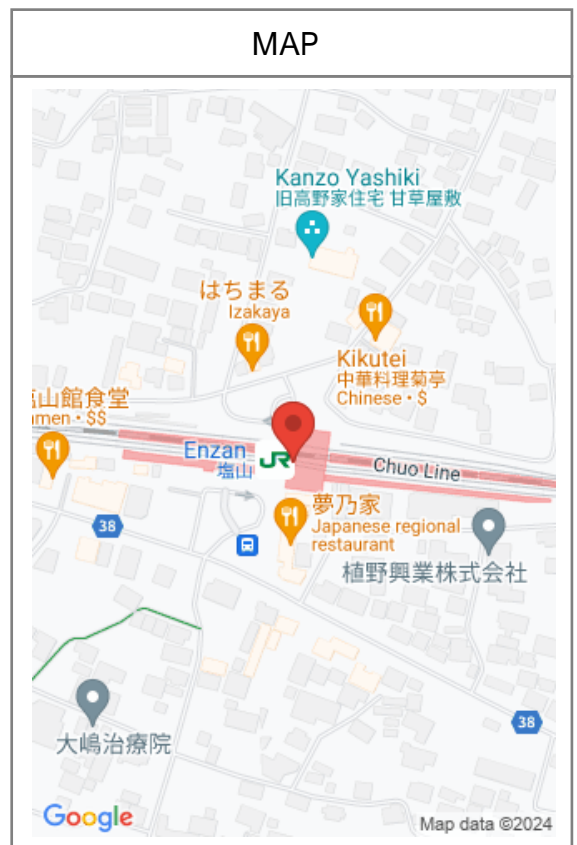 MAP
Kanzo Yashiki
旧高野家住宅 甘草屋敷
はちまる
Izakaya
Kikutei
中華料理菊亭
Chinese • $
山館食堂
men • $$
Enzan
塩山
JR
Chuo Line
夢乃家
Japanese regional
restaurant
38
植野興業株式会社
38
大嶋治療院
Google
Map data ©2024